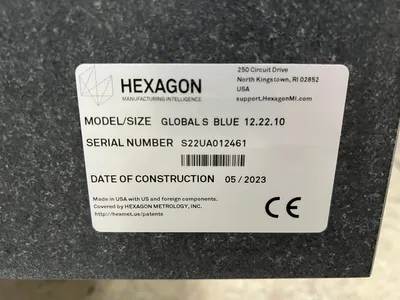 HEXAGON
MANUFACTURING INTELLIGENCE
250 Circuit Drive
North Kingstown, RI 02852
USA
support.HexagonMI.com
MODEL/SIZE GLOBAL S BLUE 12.22.10
SERIAL NUMBER S22UA012461
DATE OF CONSTRUCTION 05 / 2023
Made in USA with US and foreign components.
Covered by HEXAGON METROLOGY, INC.
http://hexnet.us/patents
CE